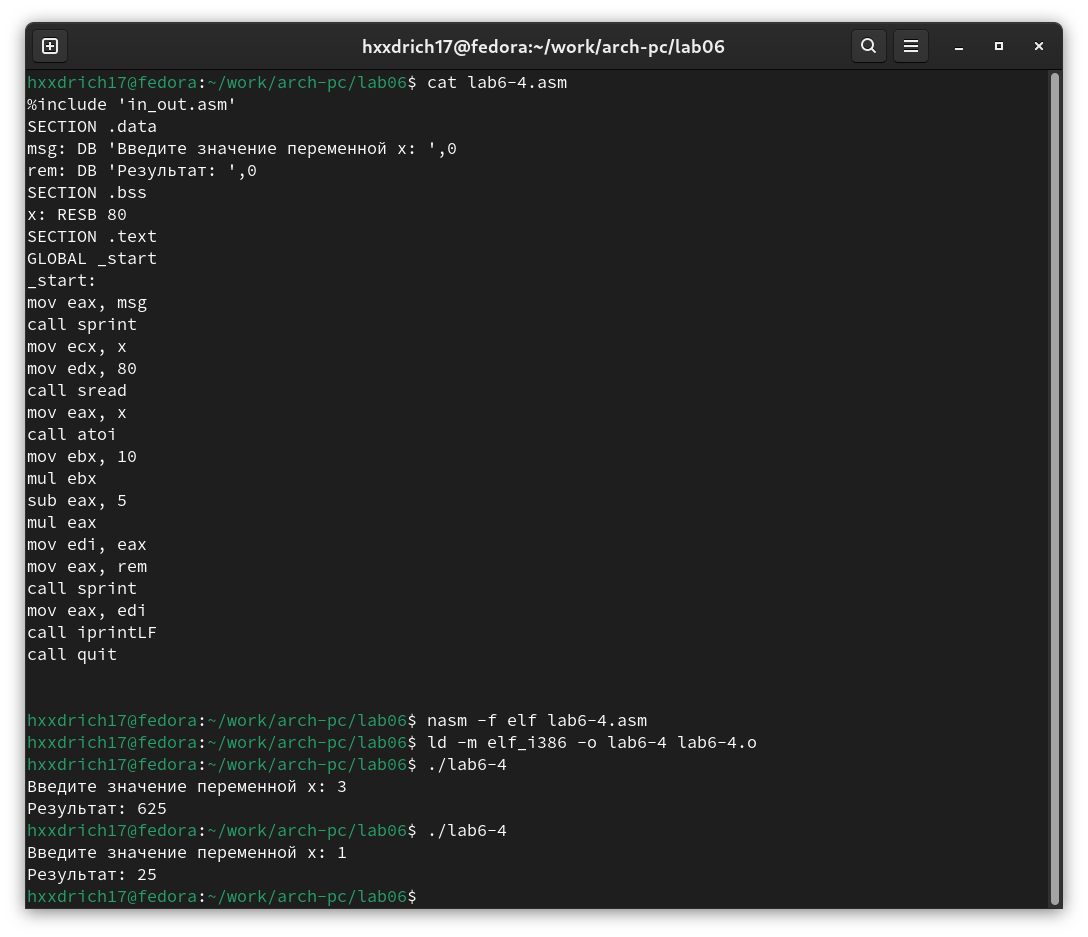 hxxdrich17@fedora:~/work/arch-pc/lab06
hxxdrich17@fedora:~/work/arch-pc/lab06$ cat lab6-4.asm
%include 'in_out.asm'
SECTION .data
msg: DB 'Введите значение переменной x: ',0
rem: DB 'Результат: ',0
SECTION .bss
x: RESB 80
SECTION .text
GLOBAL _start
_start:
mov eax, msg
call sprint
mov ecx, x
mov edx, 80
call sread
mov eax, x
call atoi
mov ebx, 10
mul ebx
sub eax, 5
mul eax
mov edi, eax
mov eax, rem
call sprint
mov eax, edi
call iprintLF
call quit
hxxdrich17@fedora:~/work/arch-pc/lab06$ nasm -f elf lab6-4.asm
hxxdrich17@fedora:~/work/arch-pc/lab06$ ld -m elf_i386 -o lab6-4 lab6-4.o
hxxdrich17@fedora:~/work/arch-pc/lab06$ ./lab6-4
Введите значение переменной x: 3
Результат: 625
hxxdrich17@fedora:~/work/arch-pc/lab06$ ./lab6-4
Введите значение переменной x: 1
Результат: 25
hxxdrich17@fedora:~/work/arch-pc/lab06$